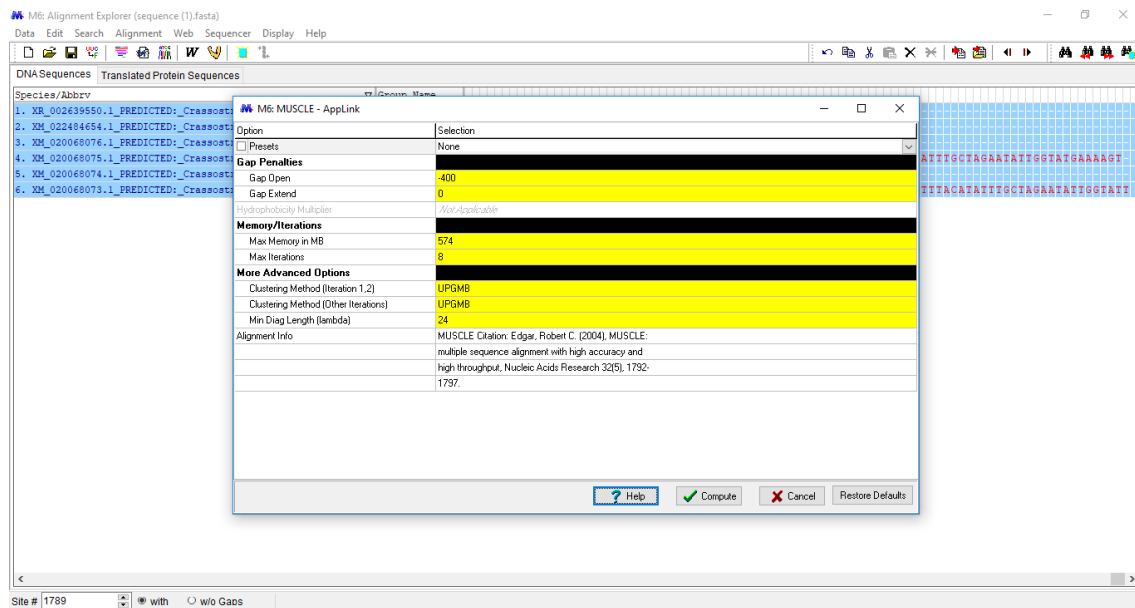 M6: Alignment Explorer (sequence (1).fasta)
Data Edit Search Alignment Web Sequencer Display Help
W
DNA Sequences Translated Protein Sequences
Species/Abbrv Group Name
1. XR_002639550.1_PREDICTED:_Crassost
2. XM_022484654.1_PREDICTED:_Crassost
3. XM_020068076.1_PREDICTED:_Crassost
4. XM_020068075.1_PREDICTED:_Crassost ATTTGCTAGAATATTGGTATGAAAAGT-
5. XM_020068074.1_PREDICTED:_Crassost
6. XM_020068073.1_PREDICTED:_Crassost TTTACATATTTGCTAGAATATTGGTATT
M6: MUSCLE - AppLink
Option Selection
Presets None
Gap Penalties
Gap Open -400
Gap Extend 0
Hydrophobicity Multiplier Not Applicable
Memory/Iterations
Max Memory in MB 574
Max Iterations 8
More Advanced Options
Clustering Method (Iteration 1,2) UPGMB
Clustering Method (Other Iterations) UPGMB
Min Diag Length (lambda) 24
Alignment Info MUSCLE Citation: Edgar, Robert C. (2004), MUSCLE:
multiple sequence alignment with high accuracy and
high throughput, Nucleic Acids Research 32(5), 1792-
1797.
? Help Compute Cancel Restore Defaults
Site # 1789 with w/o Gaps